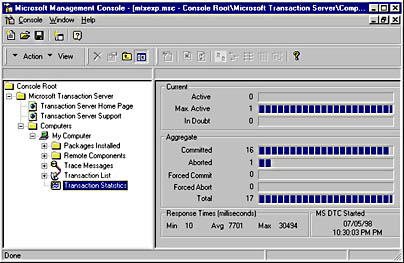 Microsoft Management Console - [mtxexp.msc - Console Root\Microsoft Transaction Server\Comp...
Console Window Help
Action View
Console Root
Microsoft Transaction Server
Transaction Server Home Page
Transaction Server Support
Computers
My Computer
Packages Installed
Remote Components
Trace Messages
Transaction List
Transaction Statistics
Current
Active 0
Max. Active 1
In Doubt 0
Aggregate
Committed 16
Aborted 1
Forced Commit 0
Forced Abort 0
Total 17
Response Times (milliseconds)
Min 10 Avg 7701 Max 30494
MS DTC Started
07/05/98
10:30:03 PM
Done